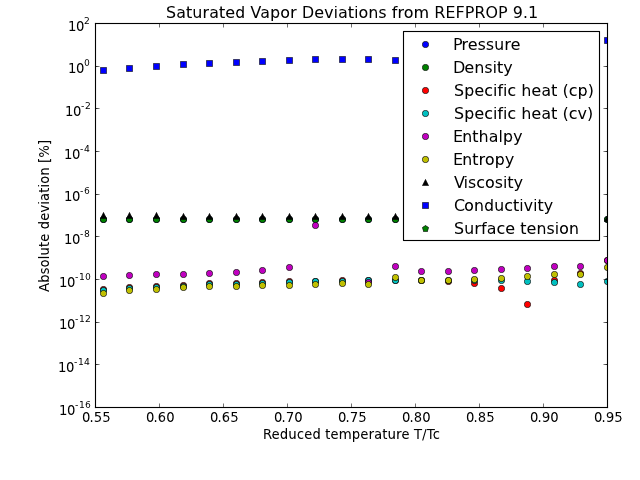 Saturated Vapor Deviations from REFPROP 9.1
10^2
10^0
10^-2
10^-4
10^-6
10^-8
10^-10
10^-12
10^-14
10^-16
Absolute deviation [%]
Pressure
Density
Specific heat (cp)
Specific heat (cv)
Enthalpy
Entropy
Viscosity
Conductivity
Surface tension
0.55 0.60 0.65 0.70 0.75 0.80 0.85 0.90 0.95
Reduced temperature T/Tc